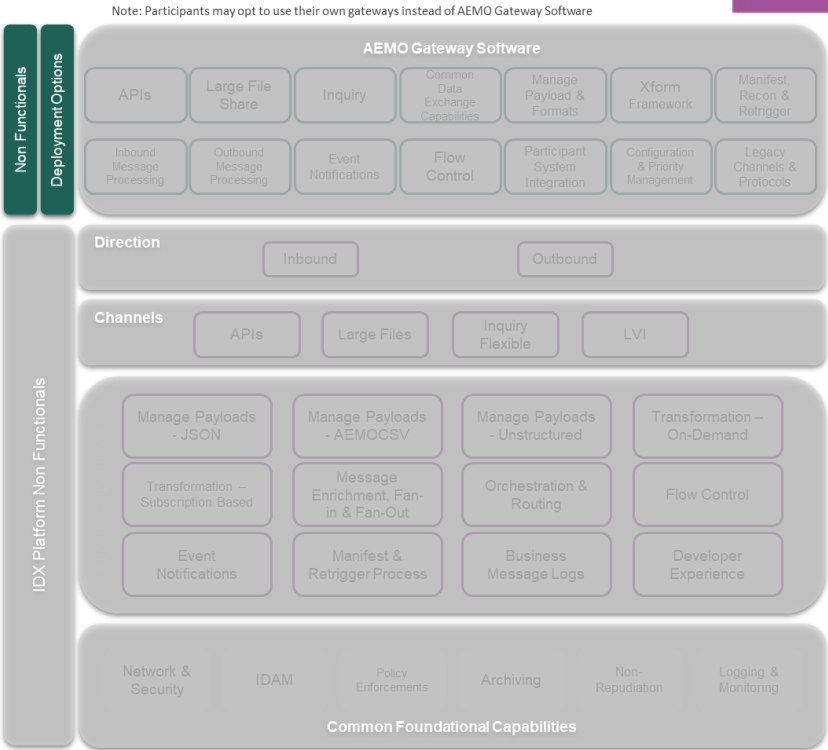 Note: Participants may opt to use their own gateways instead of AEMO Gateway Software
Non Functionals
Deployment Options
AEMO Gateway Software
APIs
Large File
Share
Inquiry
Common
Data
Exchange
Capabilities
Manage
Payload &
Formats
Xform
Framework
Manifest,
Recon &
Retrigger
Inbound
Message
Processing
Outbound
Message
Processing
Event
Notifications
Flow
Control
Participant
System
Integration
Configuration
& Priority
Management
Legacy
Channels &
Protocols
IDX Platform Non Functionals
Direction
Inbound
Outbound
Channels
APIs
Large Files
Inquiry
Flexible
LVI
Manage Payloads
- JSON
Manage Payloads
- AEMOCSV
Manage Payloads
- Unstructured
Transformation –
On-Demand
Transformation –
Subscription Based
Message
Enrichment, Fan-
in & Fan-Out
Orchestration &
Routing
Flow Control
Event
Notifications
Manifest &
Retrigger Process
Business
Message Logs
Developer
Experience
Network &
Security
IDAM
Policy
Enforcements
Archiving
Non-
Repudiation
Logging &
Monitoring
Common Foundational Capabilities